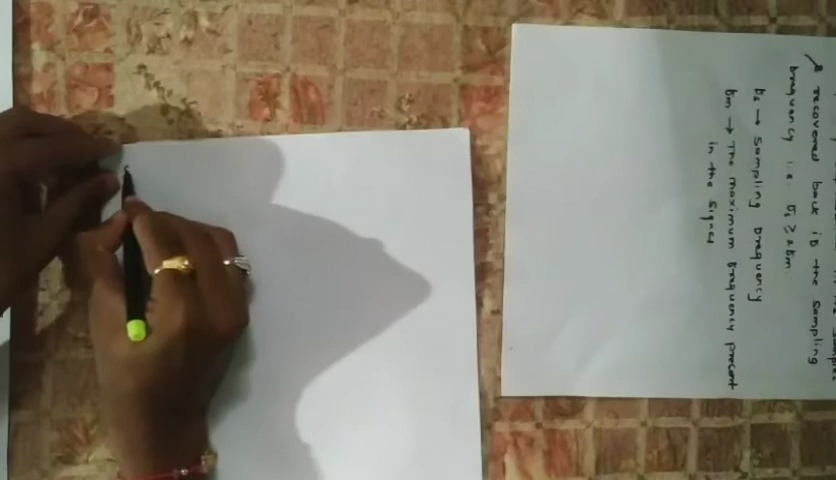 recovered back if the sampling
frequency i.e. fs ≥ 2fm.
fs → Sampling frequency
fm → The maximum frequency present
in the signal